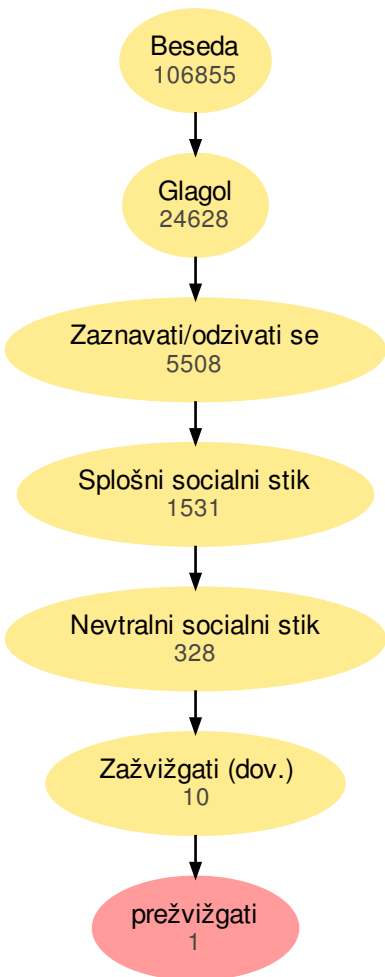 Beseda
106855
Glagol
24628
Zaznavati/odzivati se
5508
Splošni socialni stik
1531
Nevtralni socialni stik
328
Zažvižgati (dov.)
10
prežvižgati
1